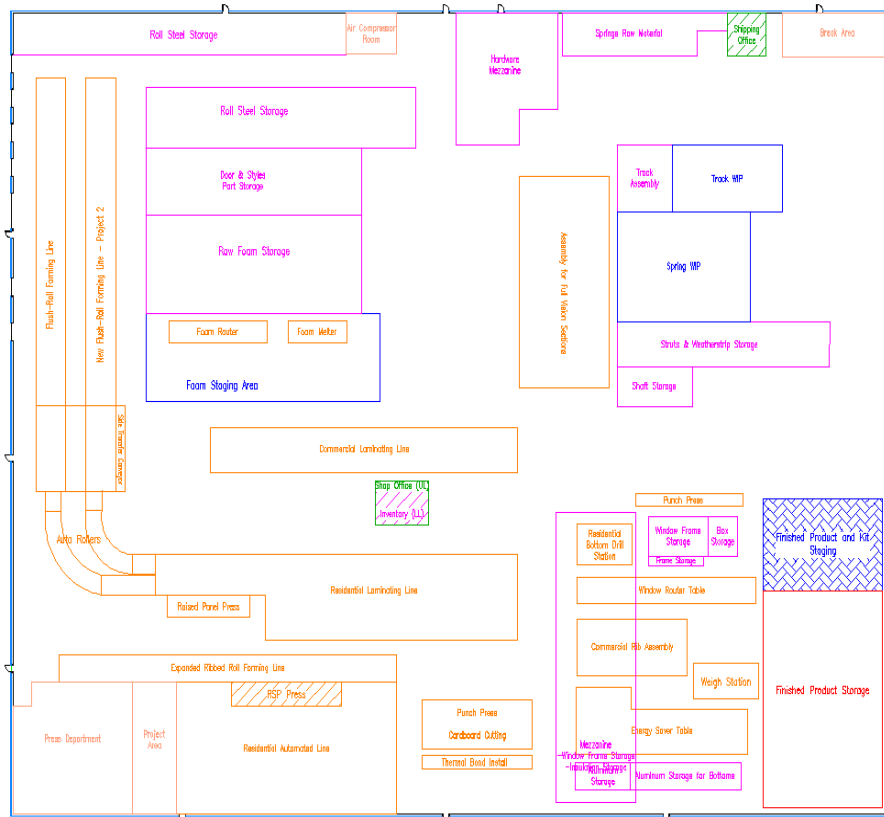 Roll Steel Storage
Air Compressor
Room
Hardware
Mezzanine
Springs Raw Material
Shipping
Office
Break Area
Roll Steel Storage
Door & Styles
Part Storage
Raw Foam Storage
Foam Router
Foam Melter
Foam Staging Area
Flush-Roll Forming Line
New Flush-Roll Forming Line - Project 2
Side Transfer Conveyor
Assembly for Full Vision Sections
Track
Assembly
Track WIP
Spring WIP
Struts & Weatherstrip Storage
Shaft Storage
Commercial Laminating Line
Shop Office (UL)
Inventory (LL)
Auto Rollers
Residential Laminating Line
Raised Panel Press
Punch Press
Residential
Bottom Drill
Station
Window Frame
Storage
Box
Storage
Frame Storage
Finished Product and Kit
Staging
Window Router Table
Commercial Rib Assembly
Weigh Station
Finished Product Storage
Expanded Ribbed Roll Forming Line
RSP Press
Press Department
Project
Area
Residential Automated Line
Punch Press
Cardboard Cutting
Thermal Bond Install
Energy Saver Table
Mezzanine
-Window Frame Storage
-Insulation Storage
Aluminum
Storage
Aluminum Storage for Bottoms